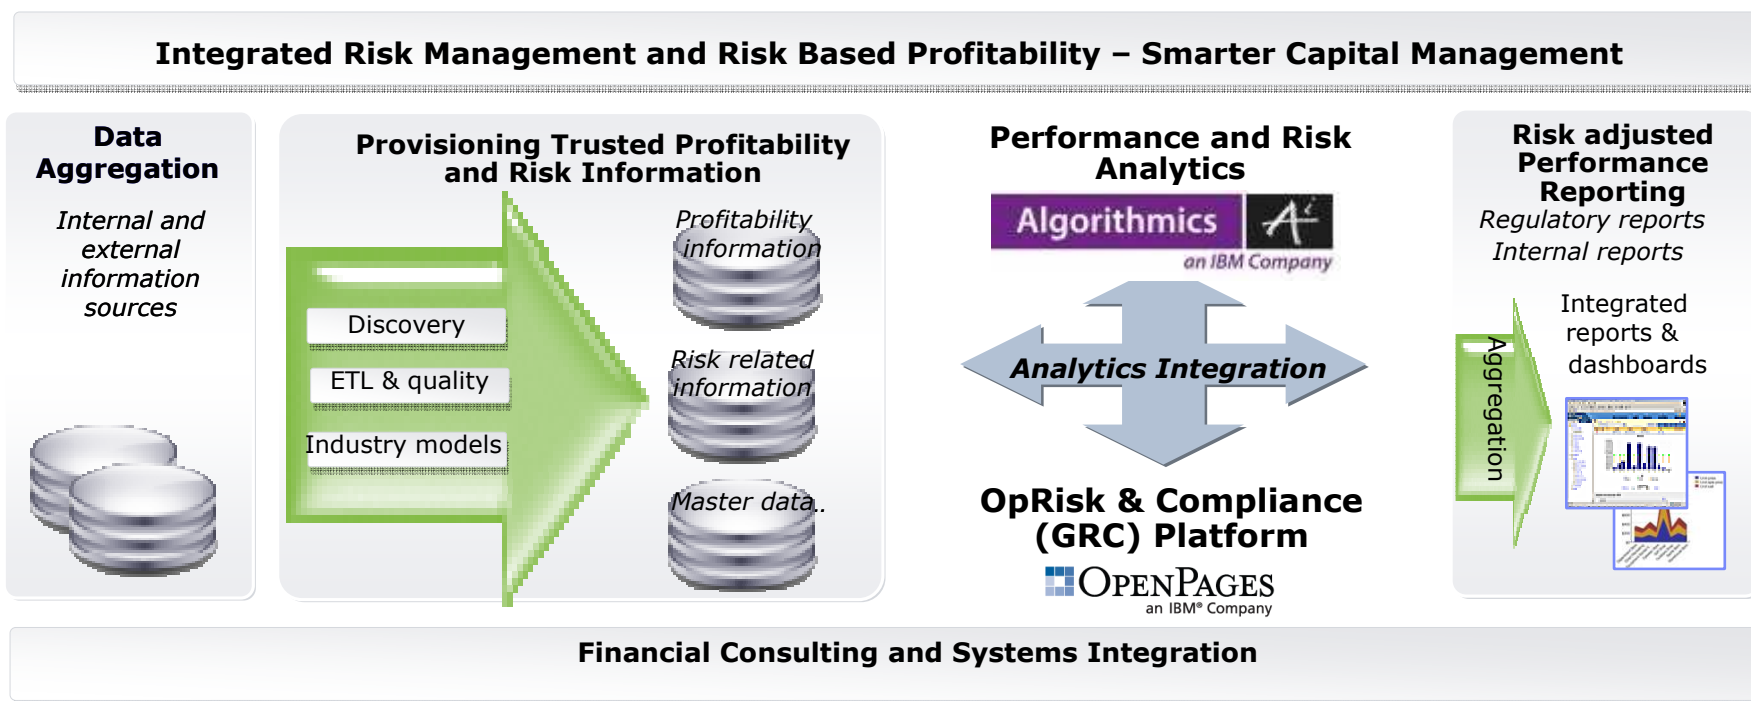 Integrated Risk Management and Risk Based Profitability – Smarter Capital Management
Data
Aggregation
Internal and
external
information
sources
Provisioning Trusted Profitability
and Risk Information
Discovery
ETL & quality
Industry models
Profitability
information
Risk related
information
Master data..
Performance and Risk
Analytics
Algorithmics
Ai
an IBM Company
Analytics Integration
OpRisk & Compliance
(GRC) Platform
OPENPAGES
an IBM® Company
Risk adjusted
Performance
Reporting
Regulatory reports
Internal reports
Aggregation
Integrated
reports &
dashboards
Financial Consulting and Systems Integration